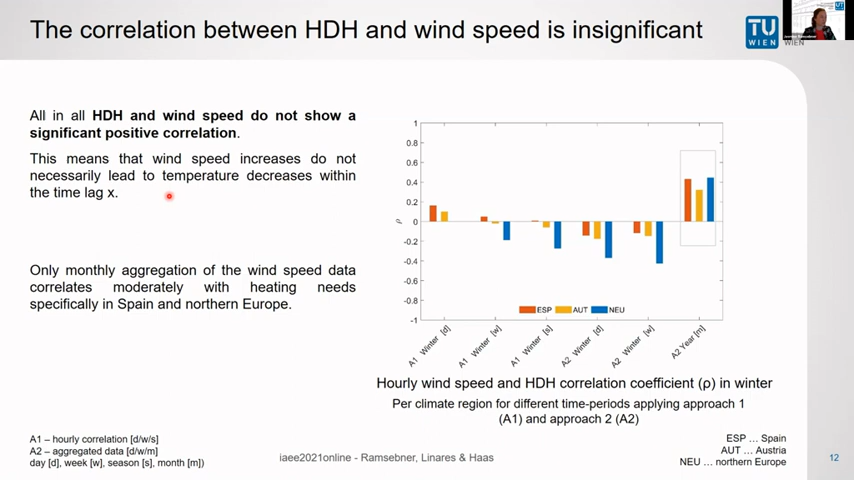 The correlation between HDH and wind speed is insignificant
TU
WIEN
WIEN
All in all HDH and wind speed do not show a
significant positive correlation.
This means that wind speed increases do not
necessarily lead to temperature decreases within
the time lag x.
Only monthly aggregation of the wind speed data
correlates moderately with heating needs
specifically in Spain and northern Europe.
1
0.8
0.6
0.4
0.2
0
-0.2
-0.4
-0.6
-0.8
-1
ρ
ESP AUT NEU
A1 Winter [d]
A1 Winter [w]
A1 Winter [s]
A2 Winter [d]
A2 Winter [w]
A2 Year [m]
Hourly wind speed and HDH correlation coefficient (ρ) in winter
Per climate region for different time-periods applying approach 1
(A1) and approach 2 (A2)
A1 – hourly correlation [d/w/s]
A2 – aggregated data [d/w/m]
day [d], week [w], season [s], month [m])
iaee2021online - Ramsebner, Linares & Haas
ESP … Spain
AUT … Austria
NEU … northern Europe
12